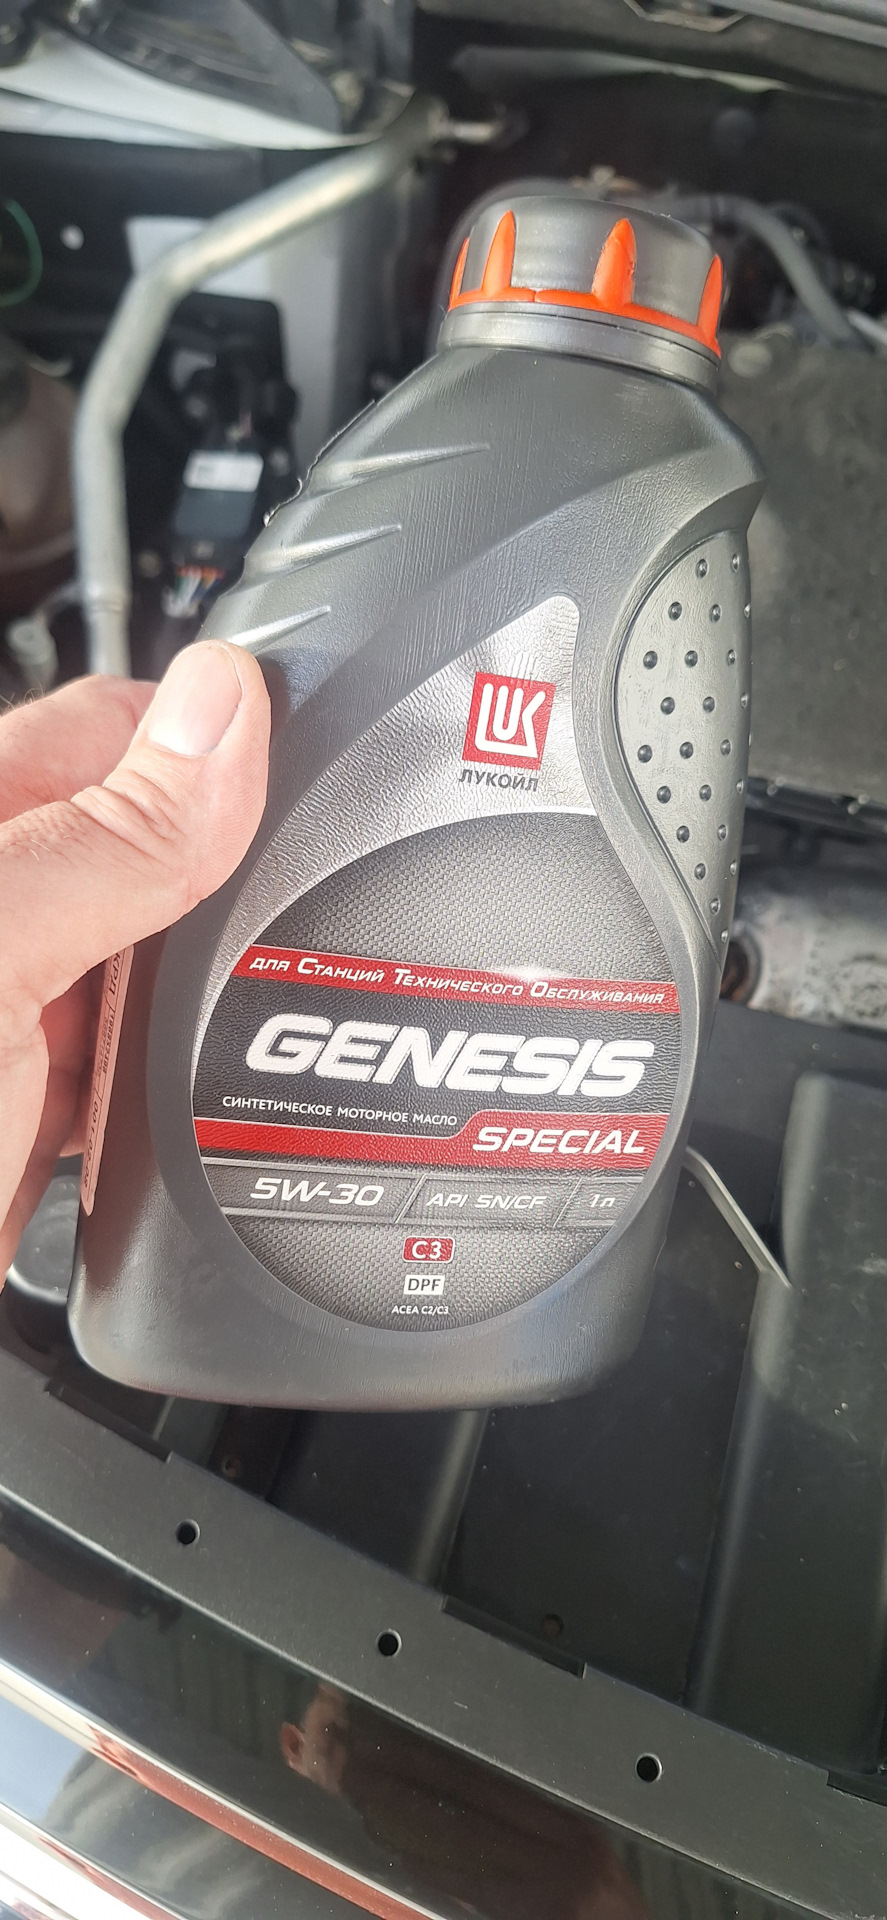 LUK
ЛУКОЙЛ
для Станций Технического Обслуживания
GENESIS
СИНТЕТИЧЕСКОЕ МОТОРНОЕ МАСЛО
SPECIAL
5W-30
API SN/CF
1л
C3
DPF
ACEA C2/C3